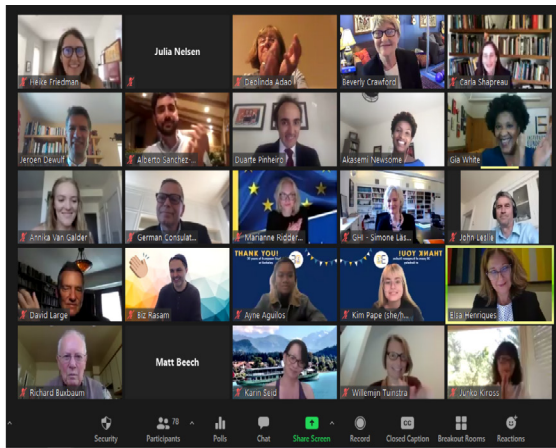 Heike Friedman
Julia Nelsen
Deolinda Adao
Beverly Crawford
Carla Shapreau
Jeroen Dewulf
Alberto Sanchez-...
Duarte Pinheiro
Akasemi Newsome
Gia White
Annika Van Galder
German Consulat...
Marianne Ridder...
GHI - Simone Läs...
John Leslie
THANK YOU!
THANK YOU!
David Large
Biz Rasam
Ayne Aguilos
Kim Pape (she/h...
Elsa Henriques
Richard Buxbaum
Matt Beech
Karin Seid
Willemijn Tuinstra
Junko Kiross
78
Security
Participants
Polls
Chat
Share Screen
Record
CC
Closed Caption
Breakout Rooms
Reactions